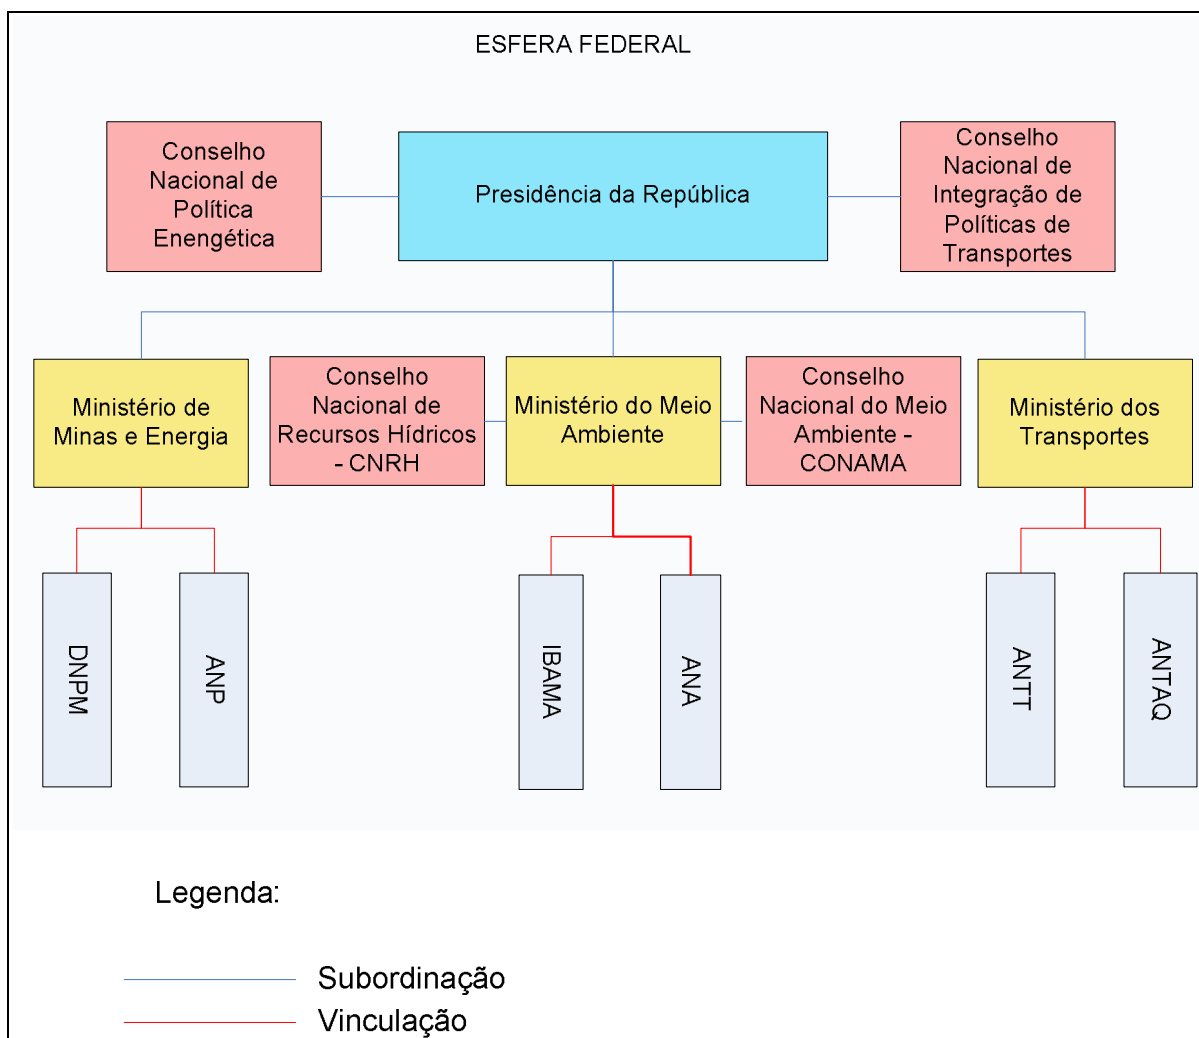 ESFERA FEDERAL
Conselho
Nacional de
Política
Enengética
Presidência da República
Conselho
Nacional de
Integração de
Políticas de
Transportes
Ministério de
Minas e Energia
Conselho
Nacional de
Recursos Hídricos
- CNRH
Ministério do Meio
Ambiente
Conselho
Nacional do Meio
Ambiente -
CONAMA
Ministério dos
Transportes
DNPM
ANP
IBAMA
ANA
ANTT
ANTAQ
Legenda:
Subordinação
Vinculação